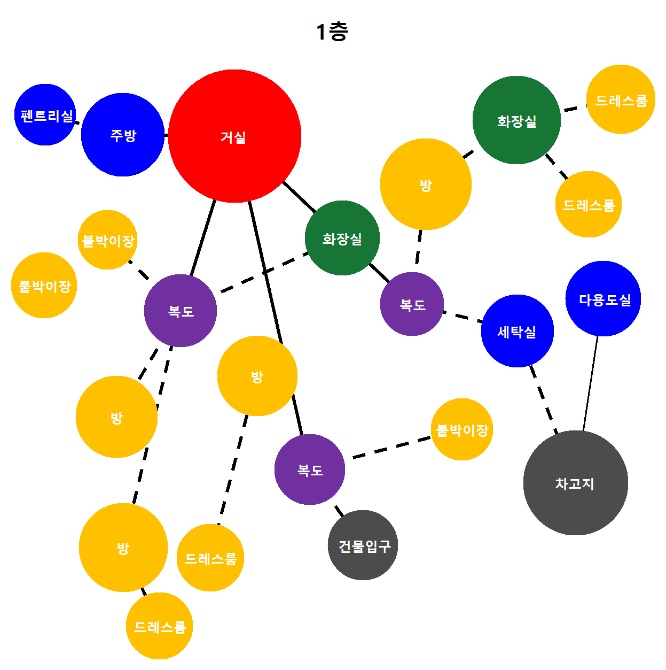 1층
펜트리실
주방
거실
화장실
드레스룸
방
드레스룸
화장실
붙박이장
붙박이장
복도
복도
세탁실
다용도실
방
방
붙박이장
복도
차고지
방
드레스룸
건물입구
드레스룸